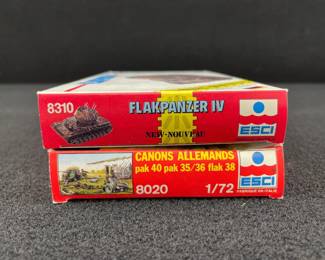 8310 FLAKPANZER IV
NEW-NOUVEAU
ESCI
CANONS ALLEMANDS
pak 40 pak 35/36 flak 38
8020 1/72
ESCI
FABRIQUÉ EN ITALIE